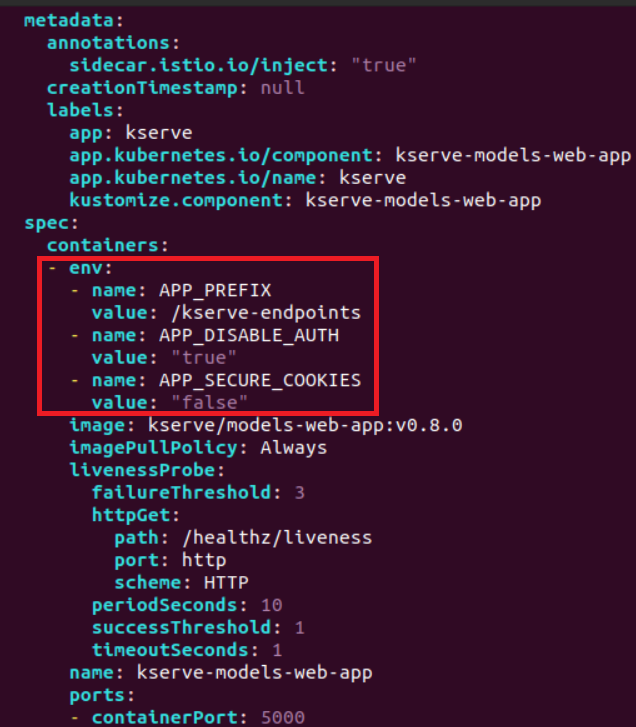 metadata:
  annotations:
    sidecar.istio.io/inject: "true"
  creationTimestamp: null
  labels:
    app: kserve
    app.kubernetes.io/component: kserve-models-web-app
    app.kubernetes.io/name: kserve
    kustomize.component: kserve-models-web-app
spec:
  containers:
  - env:
    - name: APP_PREFIX
      value: /kserve-endpoints
    - name: APP_DISABLE_AUTH
      value: "true"
    - name: APP_SECURE_COOKIES
      value: "false"
    image: kserve/models-web-app:v0.8.0
    imagePullPolicy: Always
    livenessProbe:
      failureThreshold: 3
      httpGet:
        path: /healthz/liveness
        port: http
        scheme: HTTP
      periodSeconds: 10
      successThreshold: 1
      timeoutSeconds: 1
    name: kserve-models-web-app
    ports:
    - containerPort: 5000